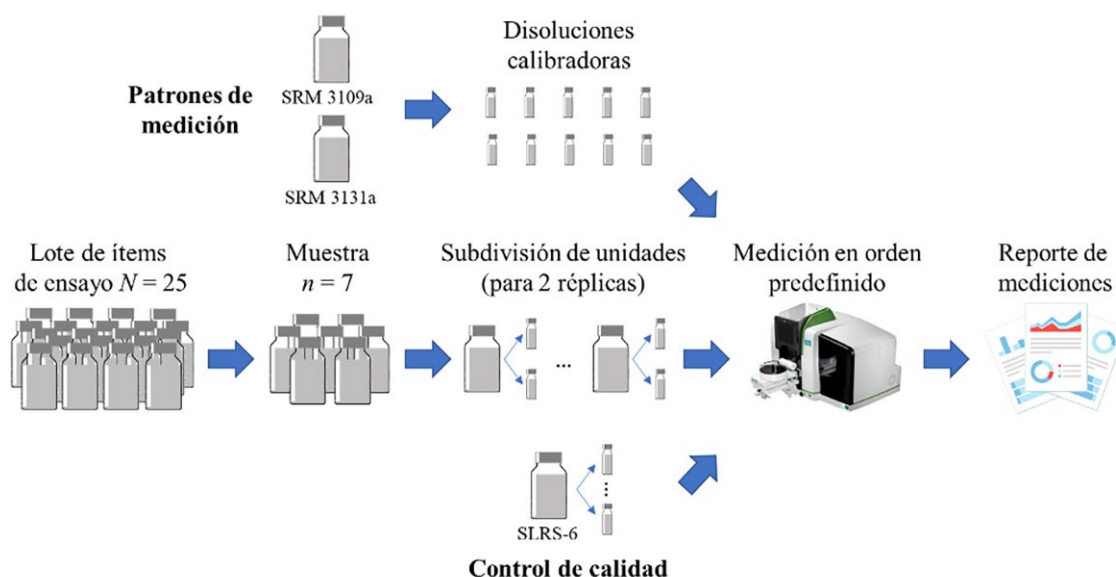 Patrones de
medición
SRM 3109a
SRM 3131a
Disoluciones
calibradoras
Lote de ítems
de ensayo N = 25
Muestra
n = 7
Subdivisión de unidades
(para 2 réplicas)
...
Medición en orden
predefinido
Reporte de
mediciones
SLRS-6
Control de calidad